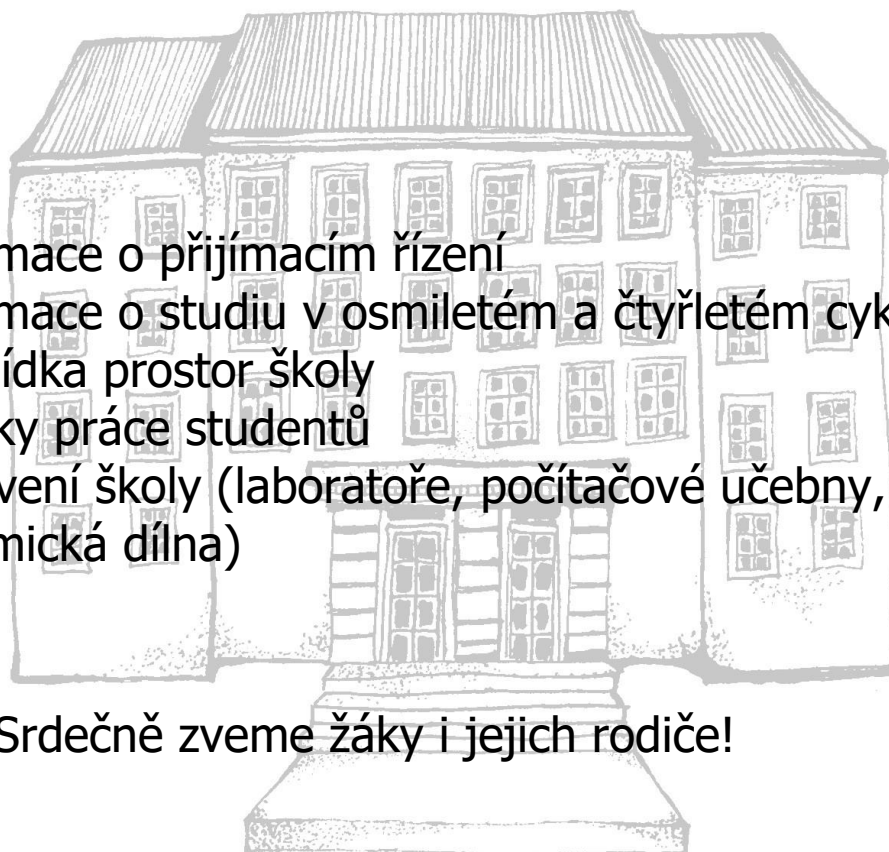 mace o přijímacím řízení
mace o studiu v osmiletém a čtyřletém cyk
ídka prostor školy
ky práce studentů
vení školy (laboratoře, počítačové učebny,
mická dílna)
Srdečně zveme žáky i jejich rodiče!